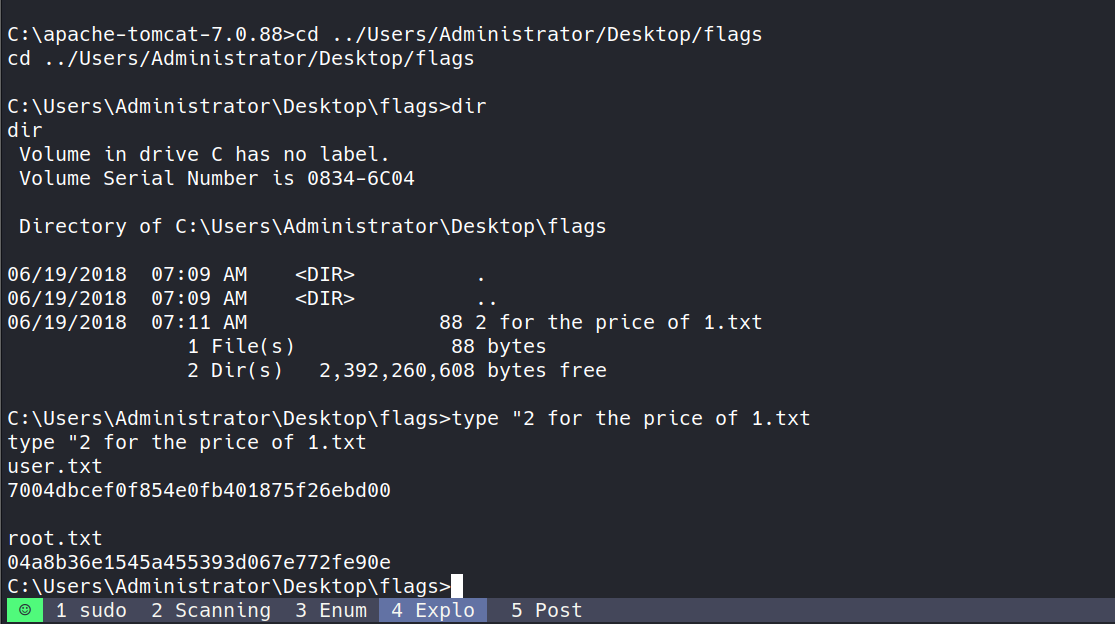 C:\apache-tomcat-7.0.88>cd ../Users/Administrator/Desktop/flags
cd ../Users/Administrator/Desktop/flags
C:\Users\Administrator\Desktop\flags>dir
dir
 Volume in drive C has no label.
 Volume Serial Number is 0834-6C04
 Directory of C:\Users\Administrator\Desktop\flags
06/19/2018  07:09 AM    <DIR>          .
06/19/2018  07:09 AM    <DIR>          ..
06/19/2018  07:11 AM                88 2 for the price of 1.txt
               1 File(s)             88 bytes
               2 Dir(s)   2,392,260,608 bytes free
C:\Users\Administrator\Desktop\flags>type "2 for the price of 1.txt
type "2 for the price of 1.txt
user.txt
7004dbcef0f854e0fb401875f26ebd00
root.txt
04a8b36e1545a455393d067e772fe90e
C:\Users\Administrator\Desktop\flags>
☺ 1 sudo  2 Scanning  3 Enum  4 Explo  5 Post